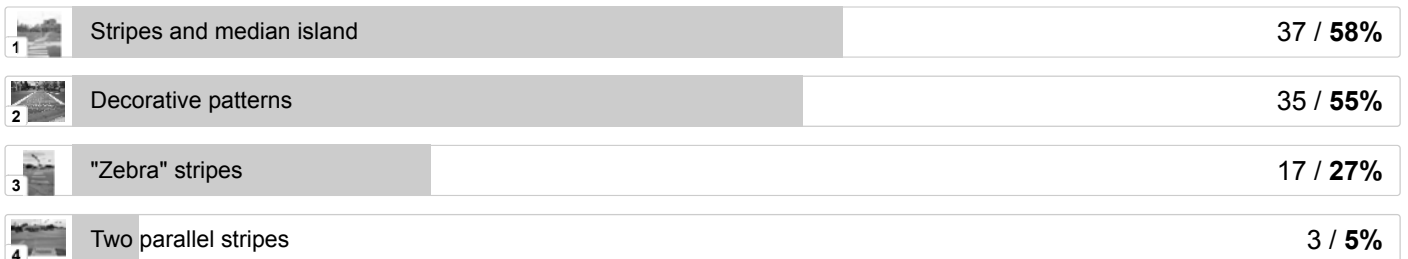 1 Stripes and median island 37 / 58%
2 Decorative patterns 35 / 55%
3 "Zebra" stripes 17 / 27%
4 Two parallel stripes 3 / 5%